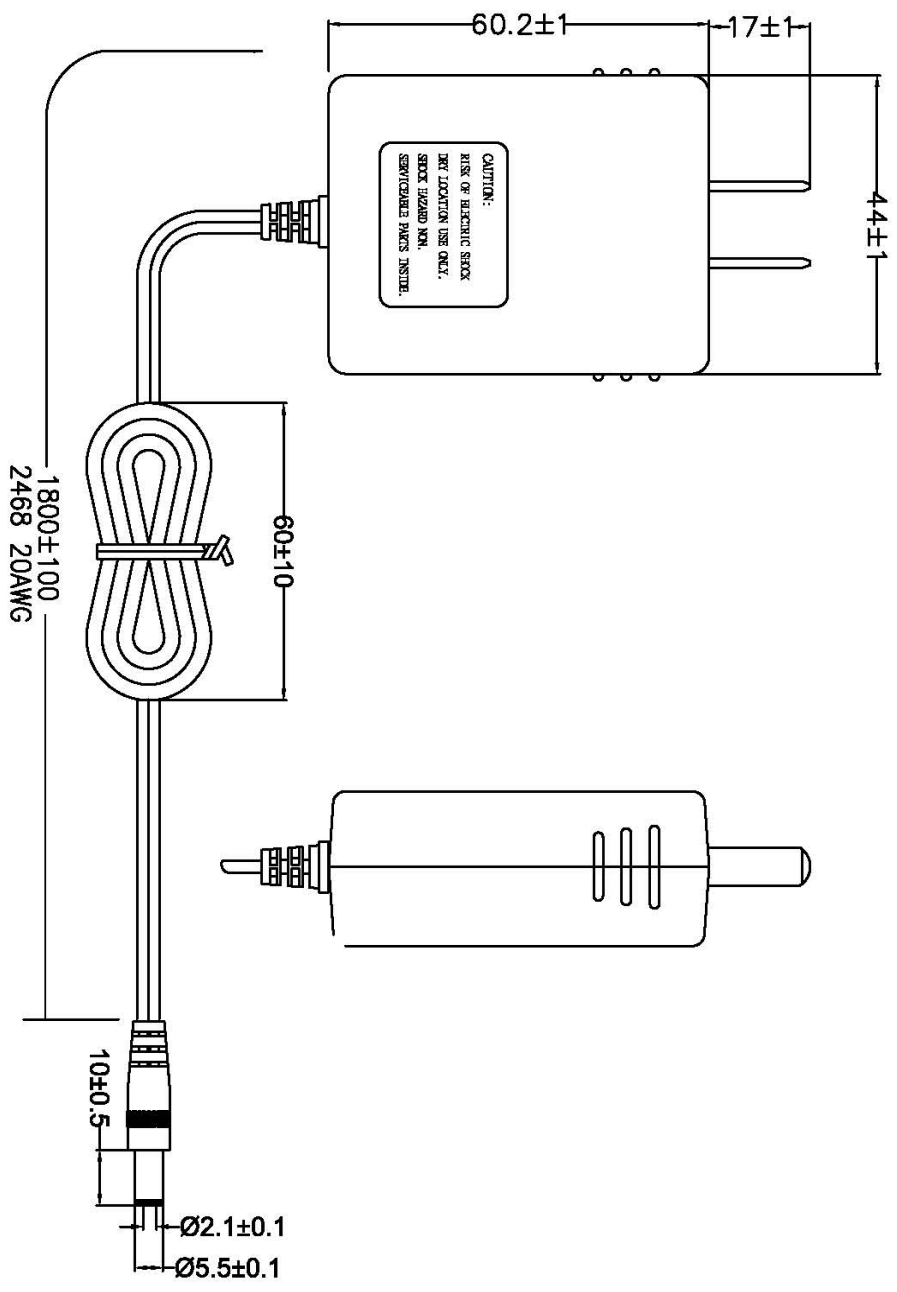 60.2±1
17±1
44±1
CAUTION:
RISK OF ELECTRIC SHOCK
DRY LOCATION USE ONLY.
SHOCK HAZARD NON.
SERVICEABLE PARTS INSIDE.
60±10
1800±100
2468 20AWG
10±0.5
Ø2.1±0.1
Ø5.5±0.1